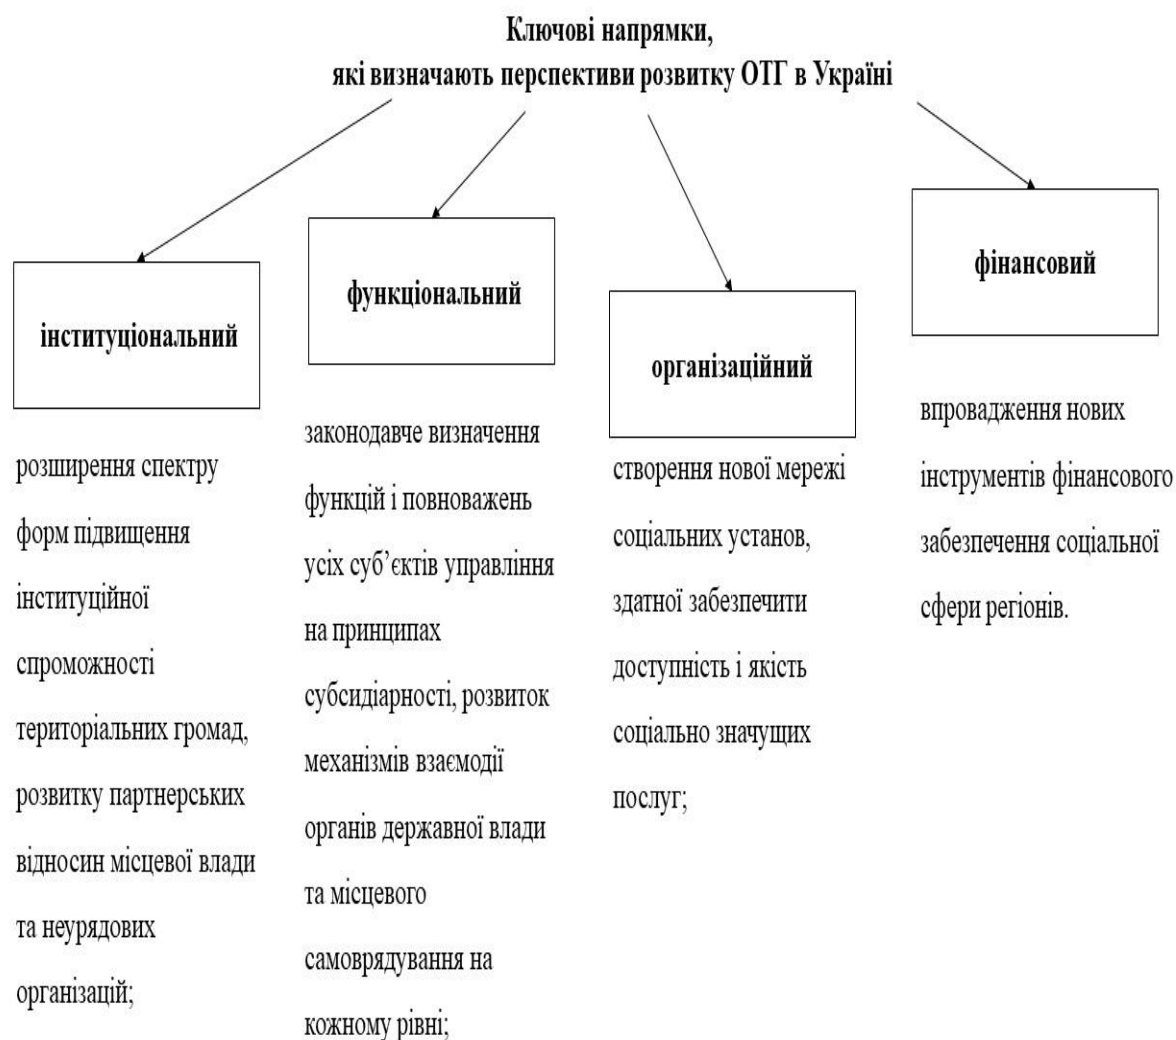 Ключові напрямки,
які визначають перспективи розвитку ОТГ в Україні
інституціональний
розширення спектру
форм підвищення
інституційної
спроможності
територіальних громад,
розвитку партнерських
відносин місцевої влади
та неурядових
організацій;
функціональний
законодавче визначення
функцій і повноважень
усіх суб’єктів управління
на принципах
субсидіарності, розвиток
механізмів взаємодії
органів державної влади
та місцевого
самоврядування на
кожному рівні;
організаційний
створення нової мережі
соціальних установ,
здатної забезпечити
доступність і якість
соціально значущих
послуг;
фінансовий
впровадження нових
інструментів фінансового
забезпечення соціальної
сфери регіонів.